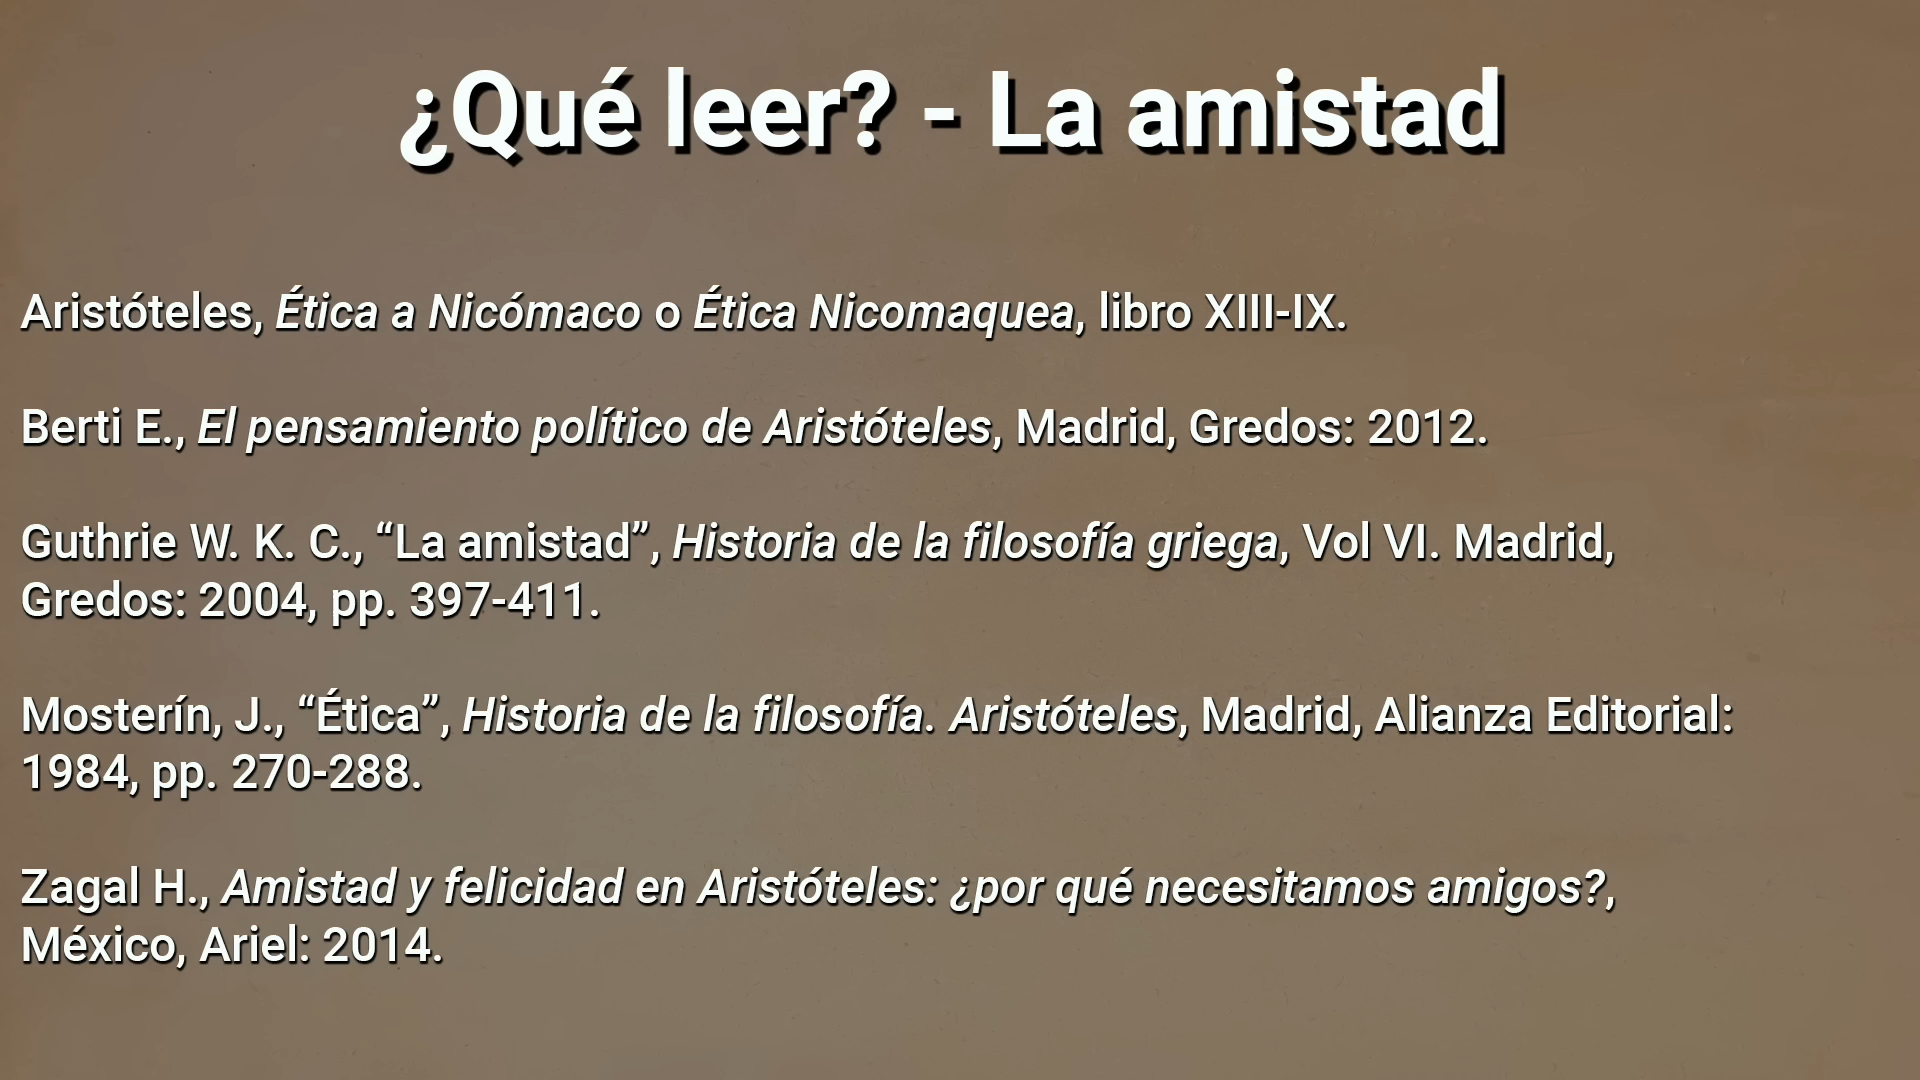 ¿Qué leer? - La amistad
Aristóteles, Ética a Nicómaco o Ética Nicomaquea, libro XIII-IX.
Berti E., El pensamiento político de Aristóteles, Madrid, Gredos: 2012.
Guthrie W. K. C., “La amistad”, Historia de la filosofía griega, Vol VI. Madrid,
Gredos: 2004, pp. 397-411.
Mosterín, J., “Ética”, Historia de la filosofía. Aristóteles, Madrid, Alianza Editorial:
1984, pp. 270-288.
Zagal H., Amistad y felicidad en Aristóteles: ¿por qué necesitamos amigos?,
México, Ariel: 2014.